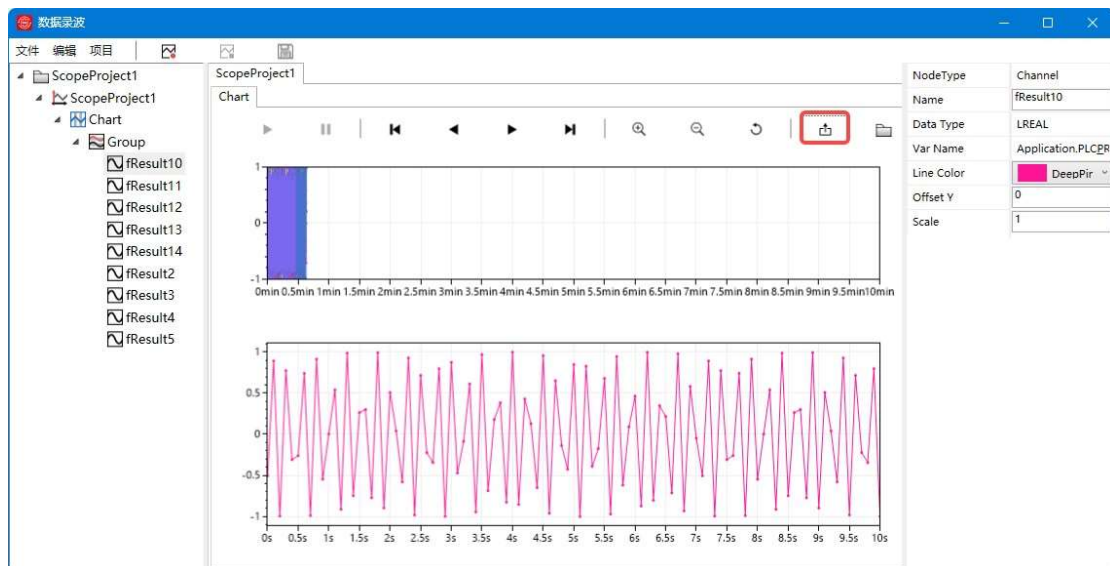 数据录波
文件 编辑 项目
ScopeProject1
ScopeProject1
Chart
Group
fResult10
fResult11
fResult12
fResult13
fResult14
fResult2
fResult3
fResult4
fResult5
ScopeProject1
Chart
1
0
-1
0min 0.5min 1min 1.5min 2min 2.5min 3min 3.5min 4min 4.5min 5min 5.5min 6min 6.5min 7min 7.5min 8min 8.5min 9min 9.5min 10min
1
0.5
0
-0.5
-1
0s 0.5s 1s 1.5s 2s 2.5s 3s 3.5s 4s 4.5s 5s 5.5s 6s 6.5s 7s 7.5s 8s 8.5s 9s 9.5s 10s
NodeType Channel
Name fResult10
Data Type LREAL
Var Name Application.PLCPR
Line Color DeepPir
Offset Y 0
Scale 1